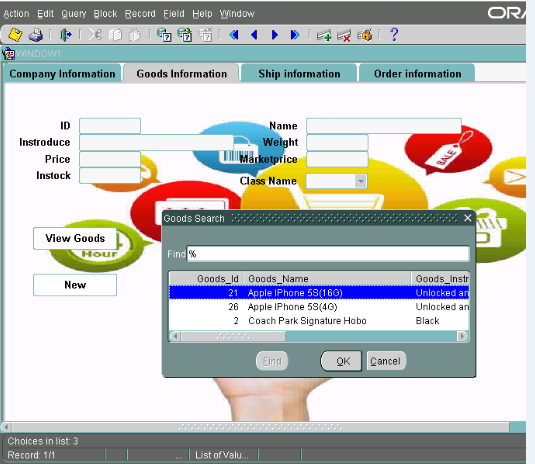 Action Edit Query Block Record Field Help Window
ORA
WINDOW1
Company Information Goods Information Ship information Order information
ID Name
Instroduce Weight
Price Marketprice
Instock Class Name
SALE
View Goods
Hour
New
Goods Search
Find %
Goods_Id Goods_Name Goods_Instr
21 Apple IPhone 5S(16G) Unlocked an
26 Apple IPhone 5S(4G) Unlocked an
2 Coach Park Signature Hobo Black
Find OK Cancel
Choices in list: 3
Record: 1/1 ... List of Valu...